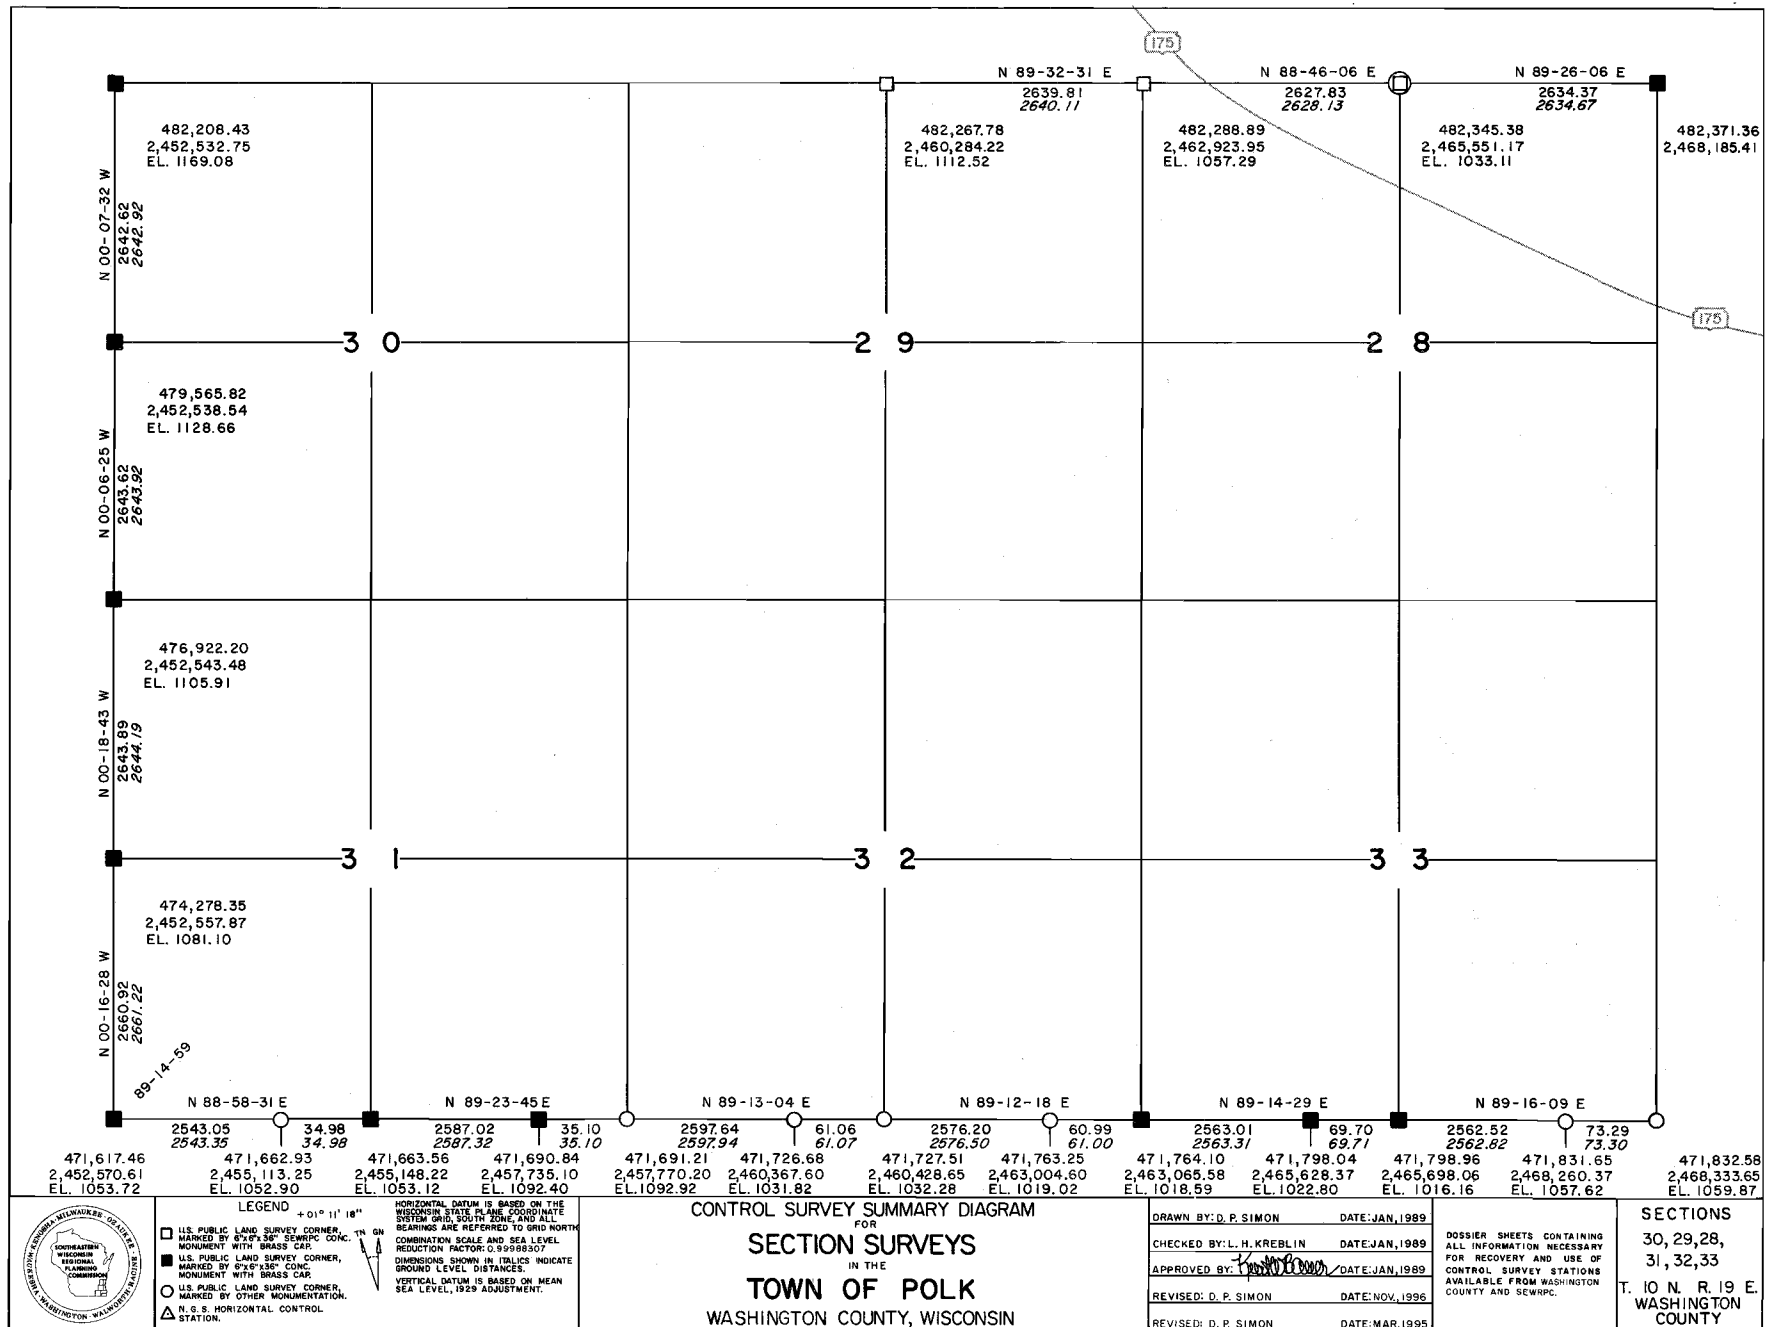 175
N 89-32-31 E
2639.81
2640.11
N 88-46-06 E
2627.83
2628.13
N 89-26-06 E
2634.37
2634.67
482,208.43
2,452,532.75
EL. 1169.08
482,267.78
2,460,284.22
EL. 1112.52
482,288.89
2,462,923.95
EL. 1057.29
482,345.38
2,465,551.17
EL. 1033.11
482,371.36
2,468,185.41
N 00-07-32 W
2642.62
2642.92
175
30
29
28
479,565.82
2,452,538.54
EL. 1128.66
N 00-06-25 W
2643.62
2643.92
476,922.20
2,452,543.48
EL. 1105.91
N 00-18-43 W
2643.89
2644.19
31
32
33
474,278.35
2,452,557.87
EL. 1081.10
N 00-16-28 W
2660.92
2661.22
89-14-59
N 88-58-31 E
2543.05
2543.35
34.98
34.98
N 89-23-45 E
2587.02
2587.32
35.10
35.10
N 89-13-04 E
2597.64
2597.94
61.06
61.07
N 89-12-18 E
2576.20
2576.50
60.99
61.00
N 89-14-29 E
2563.01
2563.31
69.70
69.71
N 89-16-09 E
2562.52
2562.82
73.29
73.30
471,617.46
2,452,570.61
EL. 1053.72
471,662.93
2,455,113.25
EL. 1052.90
471,663.56
2,455,148.22
EL. 1053.12
471,690.84
2,457,735.10
EL. 1092.40
471,691.21
2,457,770.20
EL. 1092.92
471,726.68
2,460,367.60
EL. 1031.82
471,727.51
2,460,428.65
EL. 1032.28
471,763.25
2,463,004.60
EL. 1019.02
471,764.10
2,463,065.58
EL. 1018.59
471,798.04
2,465,628.37
EL. 1022.80
471,798.96
2,465,698.06
EL. 1016.16
471,831.65
2,468,260.37
EL. 1057.62
471,832.58
2,468,333.65
EL. 1059.87
SOUTHEASTERN
WISCONSIN
REGIONAL
PLANNING
COMMISSION
LEGEND
U.S. PUBLIC LAND SURVEY CORNER,
MARKED BY 6"x6"x36" SEWRPC CONC.
MONUMENT WITH BRASS CAP.
U.S. PUBLIC LAND SURVEY CORNER,
MARKED BY 6"x6"x36" CONC.
MONUMENT WITH BRASS CAP.
U.S. PUBLIC LAND SURVEY CORNER,
MARKED BY OTHER MONUMENTATION.
N.G.S. HORIZONTAL CONTROL
STATION.
+01° 11' 18"
TN GN
HORIZONTAL DATUM IS BASED ON THE
WISCONSIN STATE PLANE COORDINATE
SYSTEM GRID, SOUTH ZONE, AND ALL
BEARINGS ARE REFERRED TO GRID NORTH
COMBINATION SCALE AND SEA LEVEL
REDUCTION FACTOR: 0.99988307
DIMENSIONS SHOWN IN ITALICS INDICATE
GROUND LEVEL DISTANCES.
VERTICAL DATUM IS BASED ON MEAN
SEA LEVEL, 1929 ADJUSTMENT.
CONTROL SURVEY SUMMARY DIAGRAM
FOR
SECTION SURVEYS
IN THE
TOWN OF POLK
WASHINGTON COUNTY, WISCONSIN
DRAWN BY: D. P. SIMON DATE: JAN, 1989
CHECKED BY: L. H. KREBLIN DATE: JAN, 1989
APPROVED BY: DATE: JAN, 1989
REVISED: D. P. SIMON DATE: NOV., 1996
REVISED: D. P. SIMON DATE: MAR. 1995
DOSSIER SHEETS CONTAINING
ALL INFORMATION NECESSARY
FOR RECOVERY AND USE OF
CONTROL SURVEY STATIONS
AVAILABLE FROM WASHINGTON
COUNTY AND SEWRPC.
SECTIONS
30, 29, 28,
31, 32, 33
T. 10 N. R. 19 E.
WASHINGTON
COUNTY